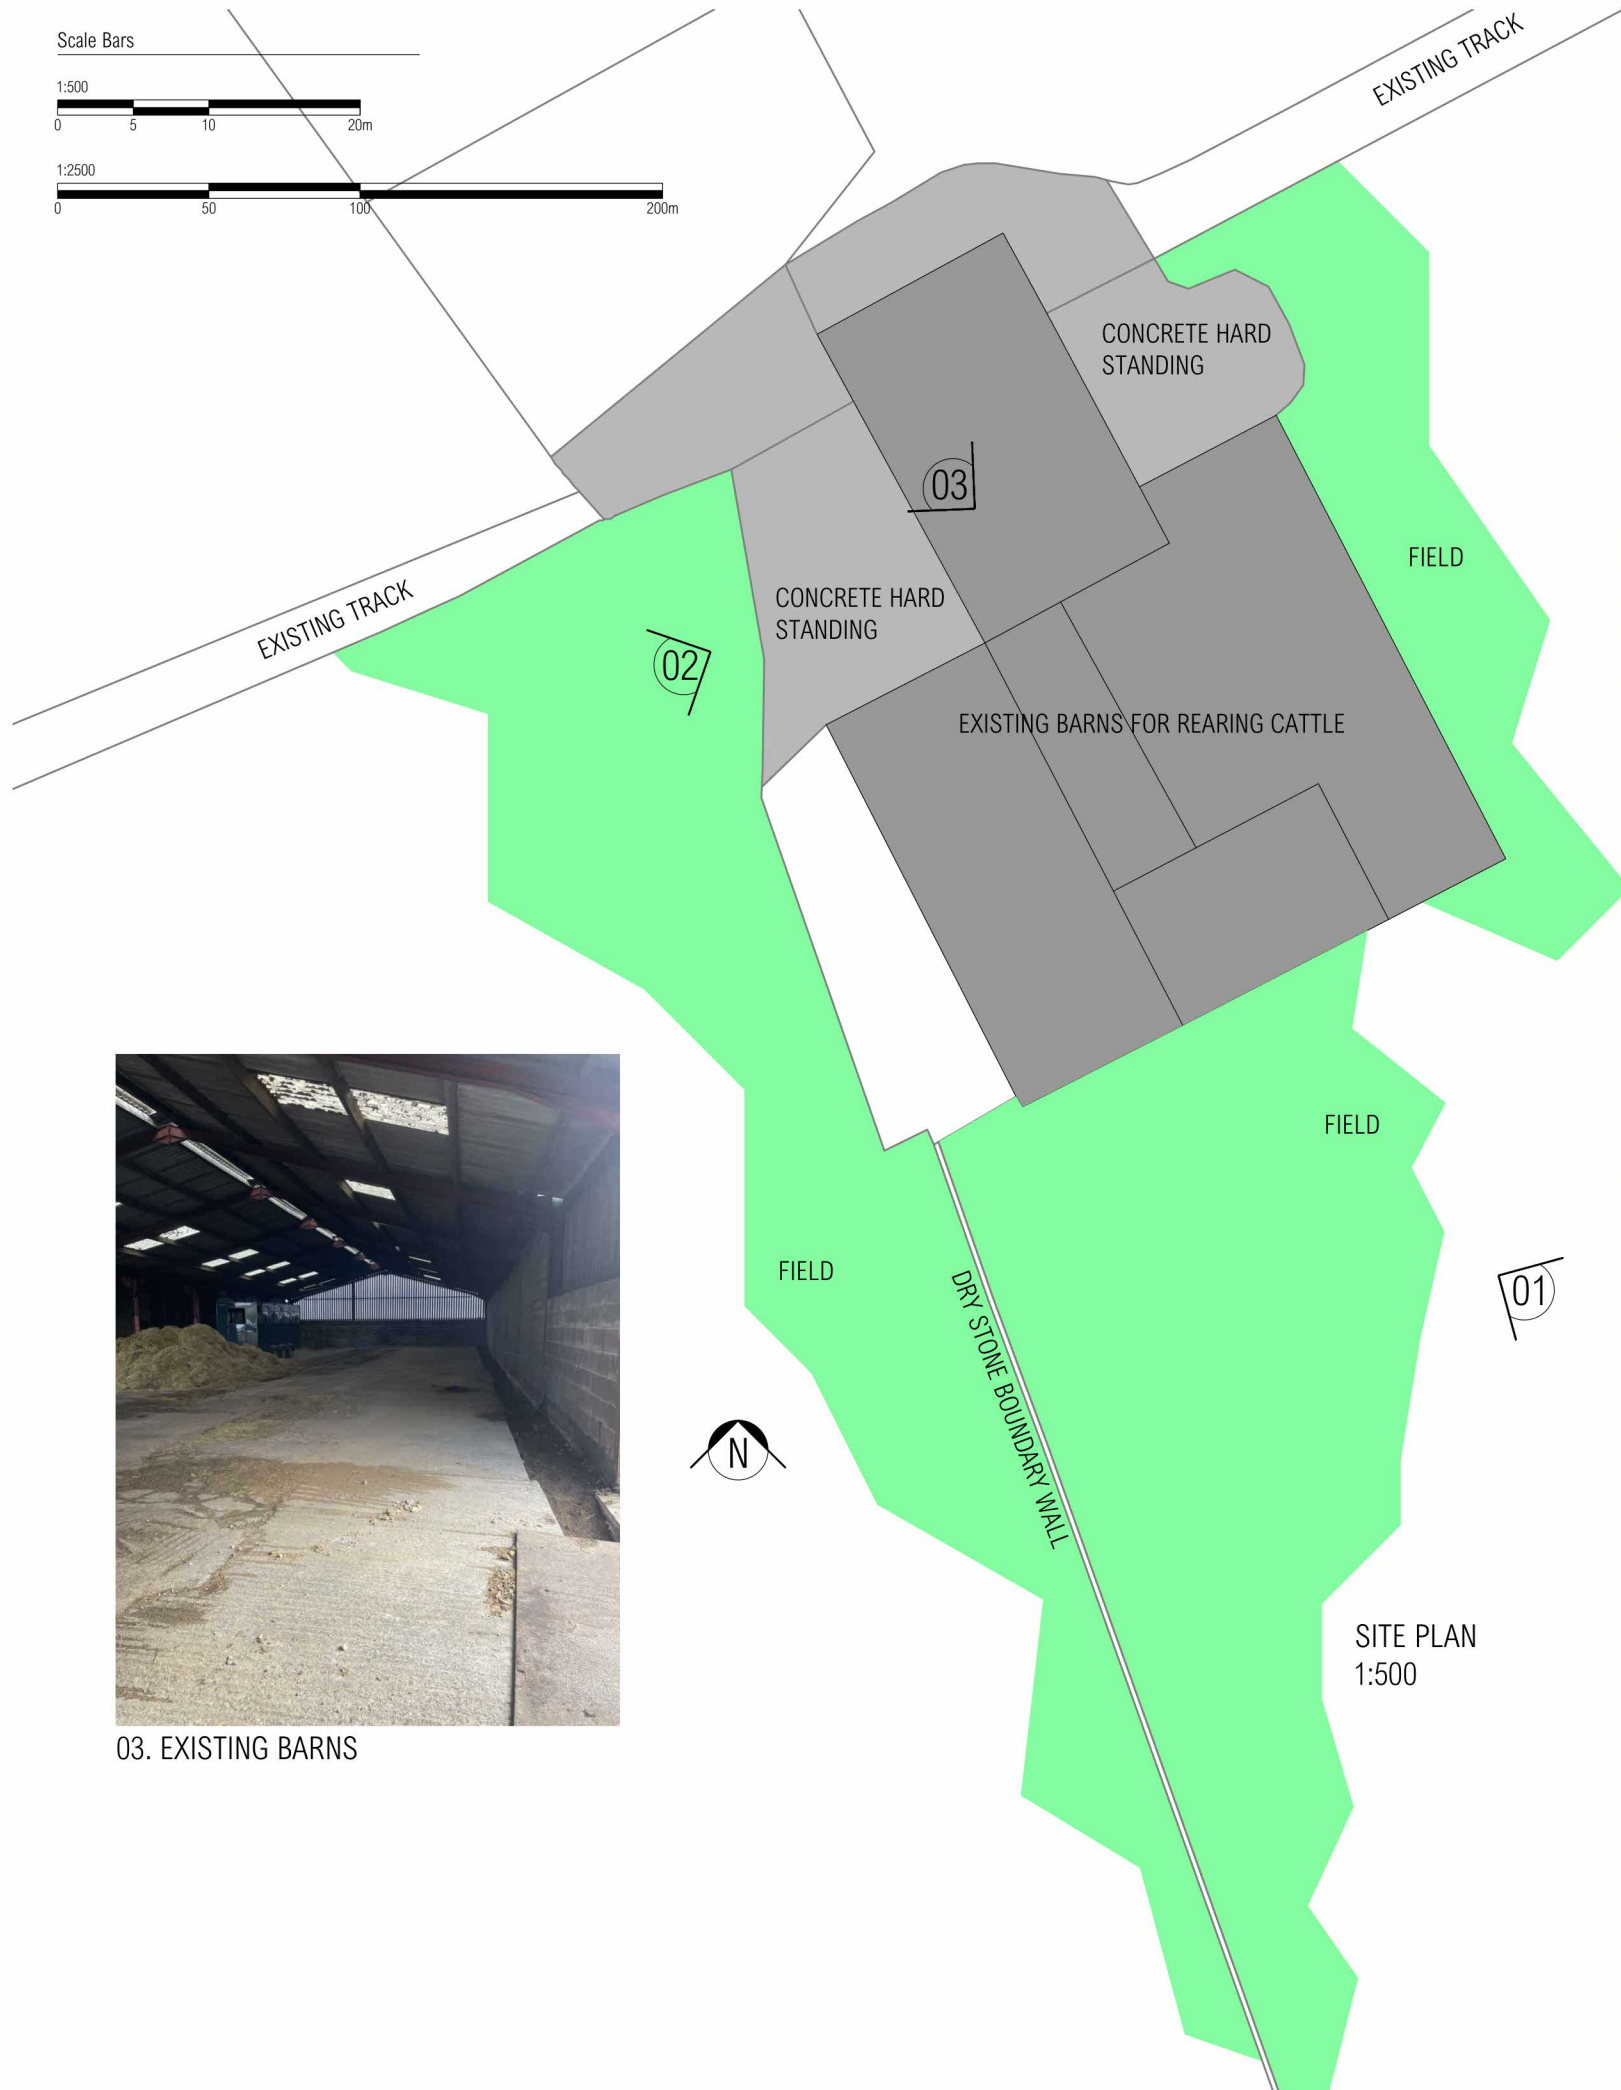 Scale Bars
1:500
0 5 10 20m
1:2500
0 50 100 200m
EXISTING TRACK
CONCRETE HARD
STANDING
03
FIELD
EXISTING TRACK
CONCRETE HARD
STANDING
02
EXISTING BARNS FOR REARING CATTLE
FIELD
FIELD
01
DRY STONE BOUNDARY WALL
N
SITE PLAN
1:500
03. EXISTING BARNS